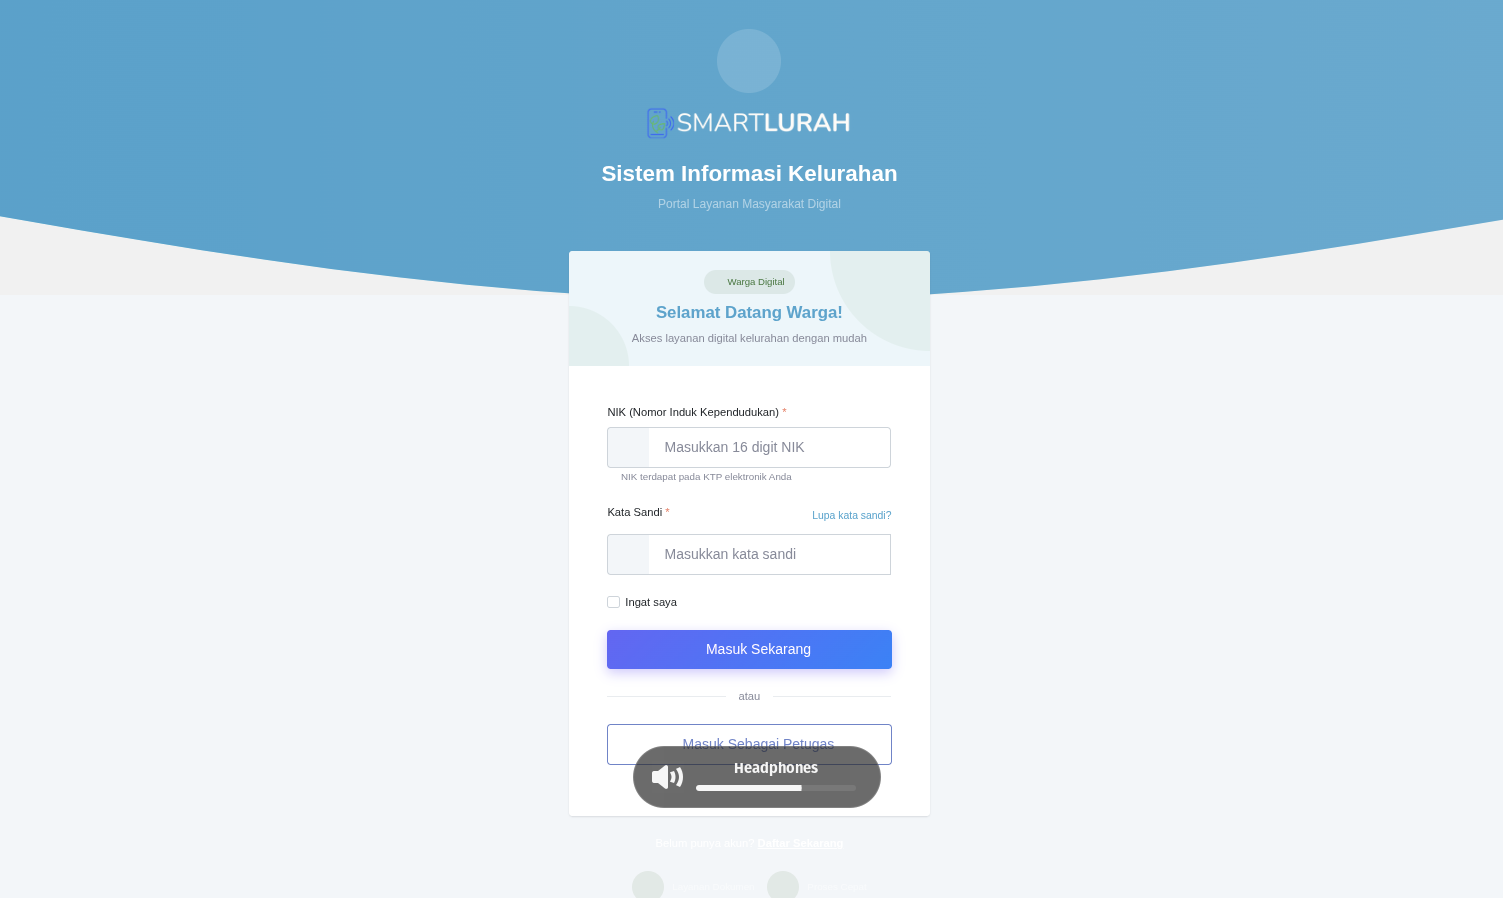 SMARTLURAH
Sistem Informasi Kelurahan
Portal Layanan Masyarakat Digital
Warga Digital
Selamat Datang Warga!
Akses layanan digital kelurahan dengan mudah
NIK (Nomor Induk Kependudukan) *
Masukkan 16 digit NIK
NIK terdapat pada KTP elektronik Anda
Kata Sandi *
Lupa kata sandi?
Masukkan kata sandi
Ingat saya
Masuk Sekarang
atau
Masuk Sebagai Petugas
Headphones
Belum punya akun? Daftar Sekarang